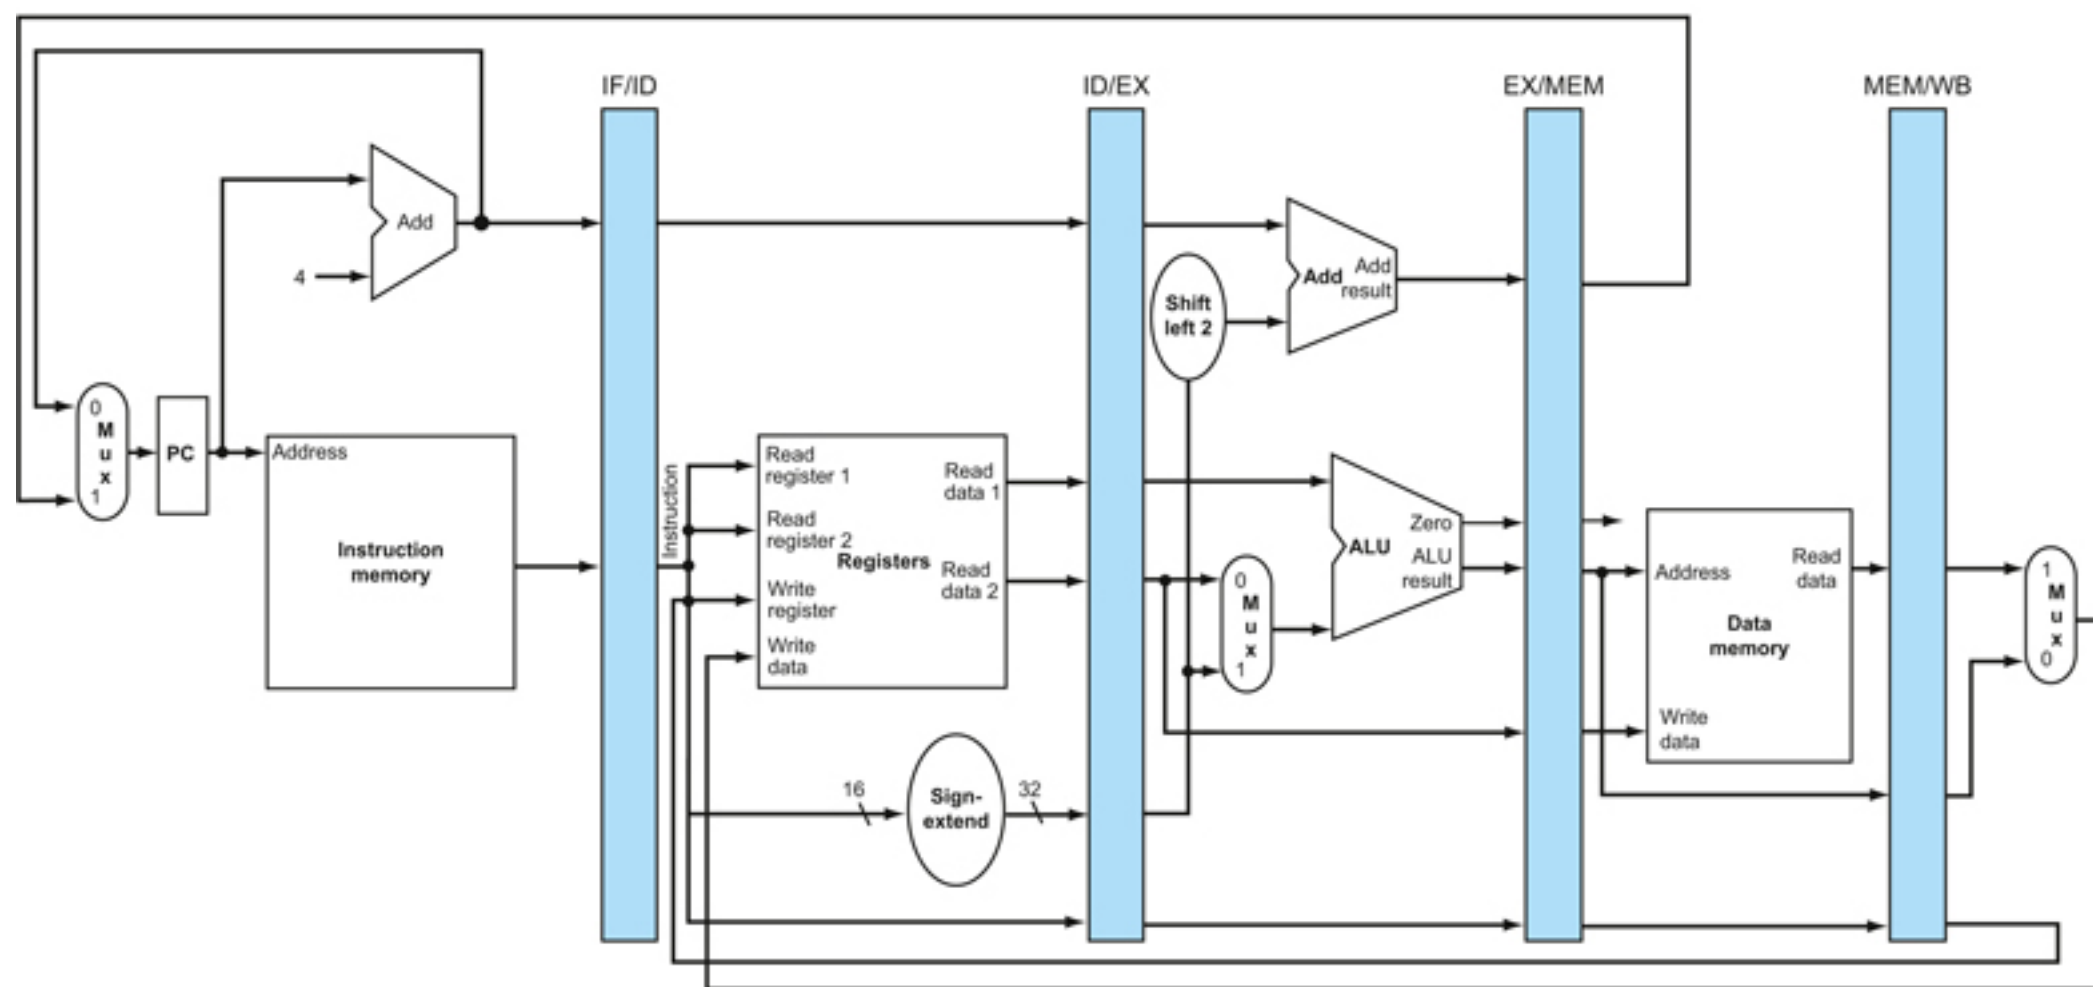 IF/ID
ID/EX
EX/MEM
MEM/WB
Add
4
Shift
left 2
Add
Add
result
0
M
u
x
1
PC
Address
Instruction
memory
Instruction
Read
register 1
Read
register 2
Write
register
Write
data
Registers
Read
data 1
Read
data 2
16
Sign-
extend
32
0
M
u
x
1
ALU
Zero
ALU
result
Address
Read
data
Data
memory
Write
data
1
M
u
x
0